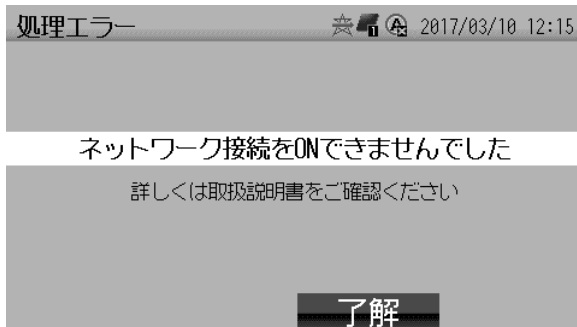 処理エラー 2017/03/10 12:15
ネットワーク接続をONできませんでした
詳しくは取扱説明書をご確認ください
了解